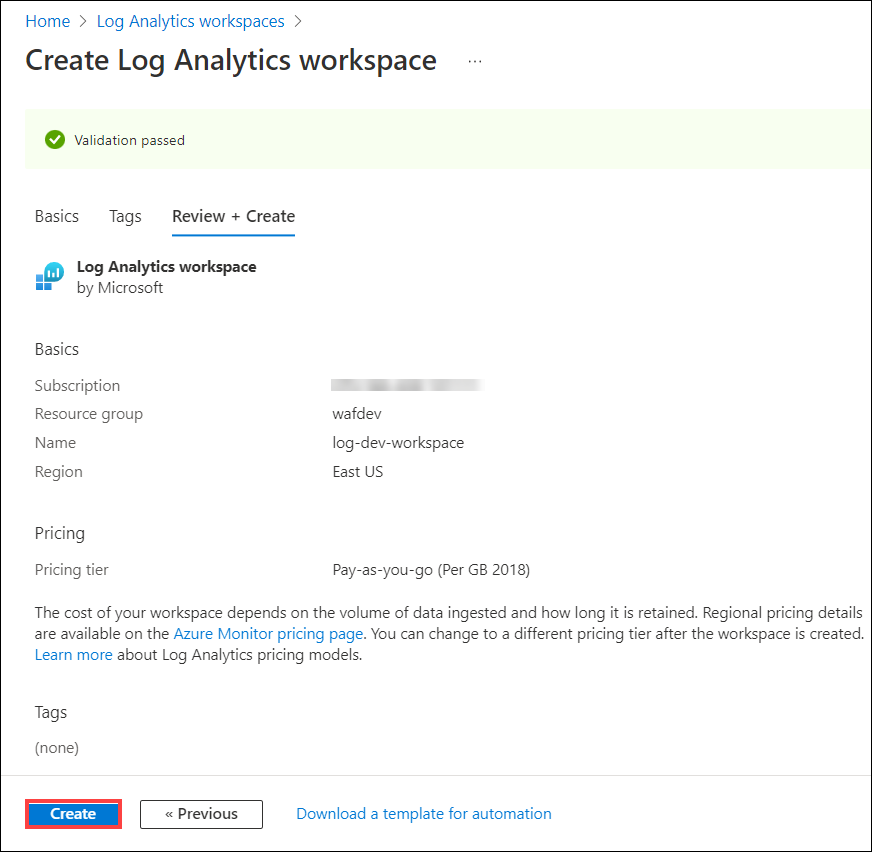 Home > Log Analytics workspaces >
Create Log Analytics workspace ...
Validation passed
Basics Tags Review + Create
Log Analytics workspace
by Microsoft
Basics
Subscription
Resource group wafdev
Name log-dev-workspace
Region East US
Pricing
Pricing tier Pay-as-you-go (Per GB 2018)
The cost of your workspace depends on the volume of data ingested and how long it is retained. Regional pricing details
are available on the Azure Monitor pricing page. You can change to a different pricing tier after the workspace is created.
Learn more about Log Analytics pricing models.
Tags
(none)
Create « Previous Download a template for automation